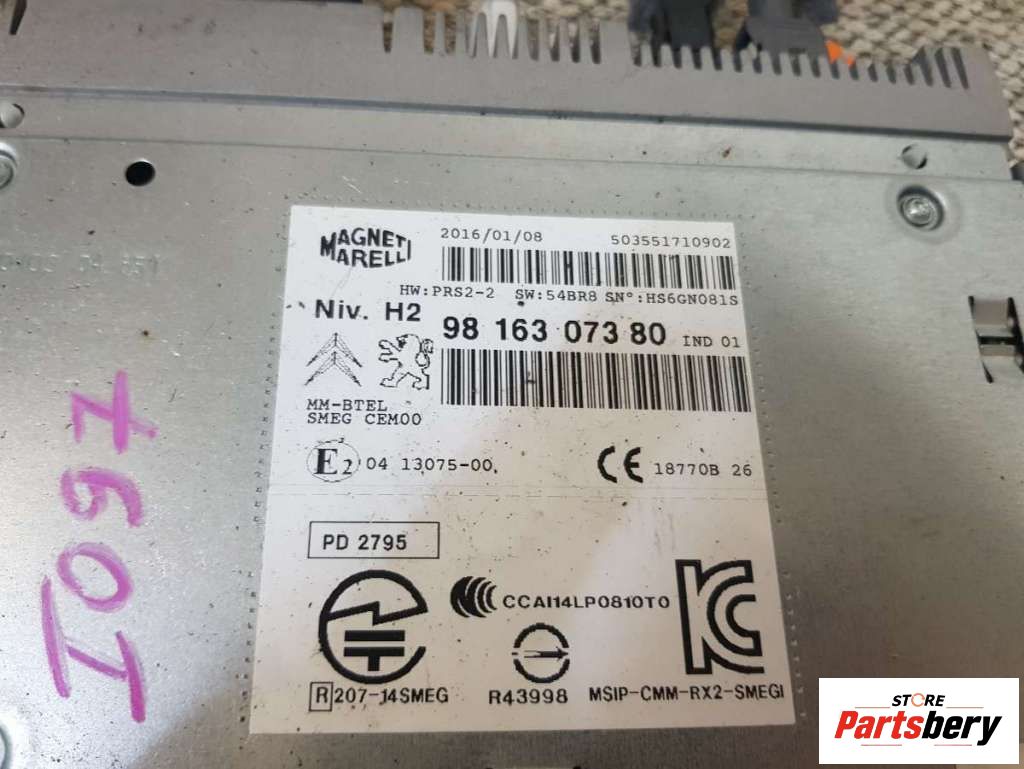 MAGNETI
MARELLI
2016/01/08 503551710902
HW:PRS2-2 SW:54BR8 SN°:HS6GN081S
Niv. H2 98 163 073 80 IND 01
MM-BTEL
SMEG CEM00
E2 04 13075-00 CE 18770B 26
PD 2795
CCAI14LP0810T0
R 207-J4SMEG R43998 MSIP-CMM-RX2-SMEGI
I097
STORE
Partsbery